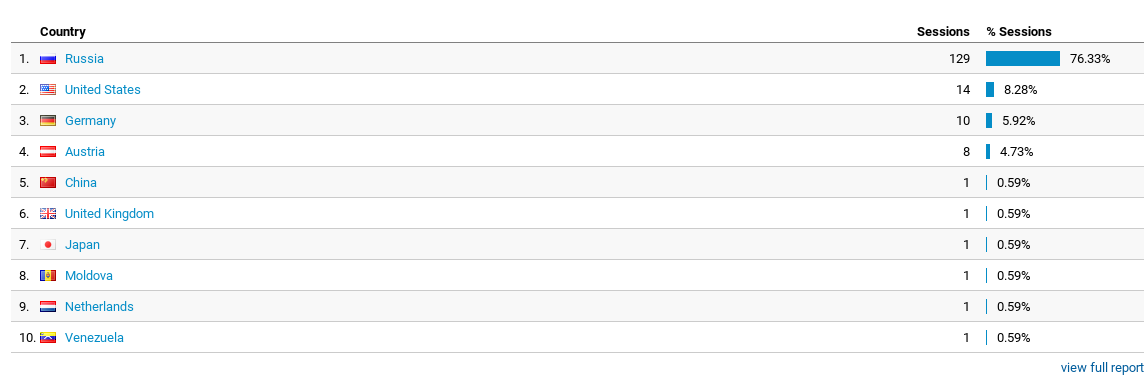 Country Sessions % Sessions
1. Russia 129 76.33%
2. United States 14 8.28%
3. Germany 10 5.92%
4. Austria 8 4.73%
5. China 1 0.59%
6. United Kingdom 1 0.59%
7. Japan 1 0.59%
8. Moldova 1 0.59%
9. Netherlands 1 0.59%
10. Venezuela 1 0.59%
view full report